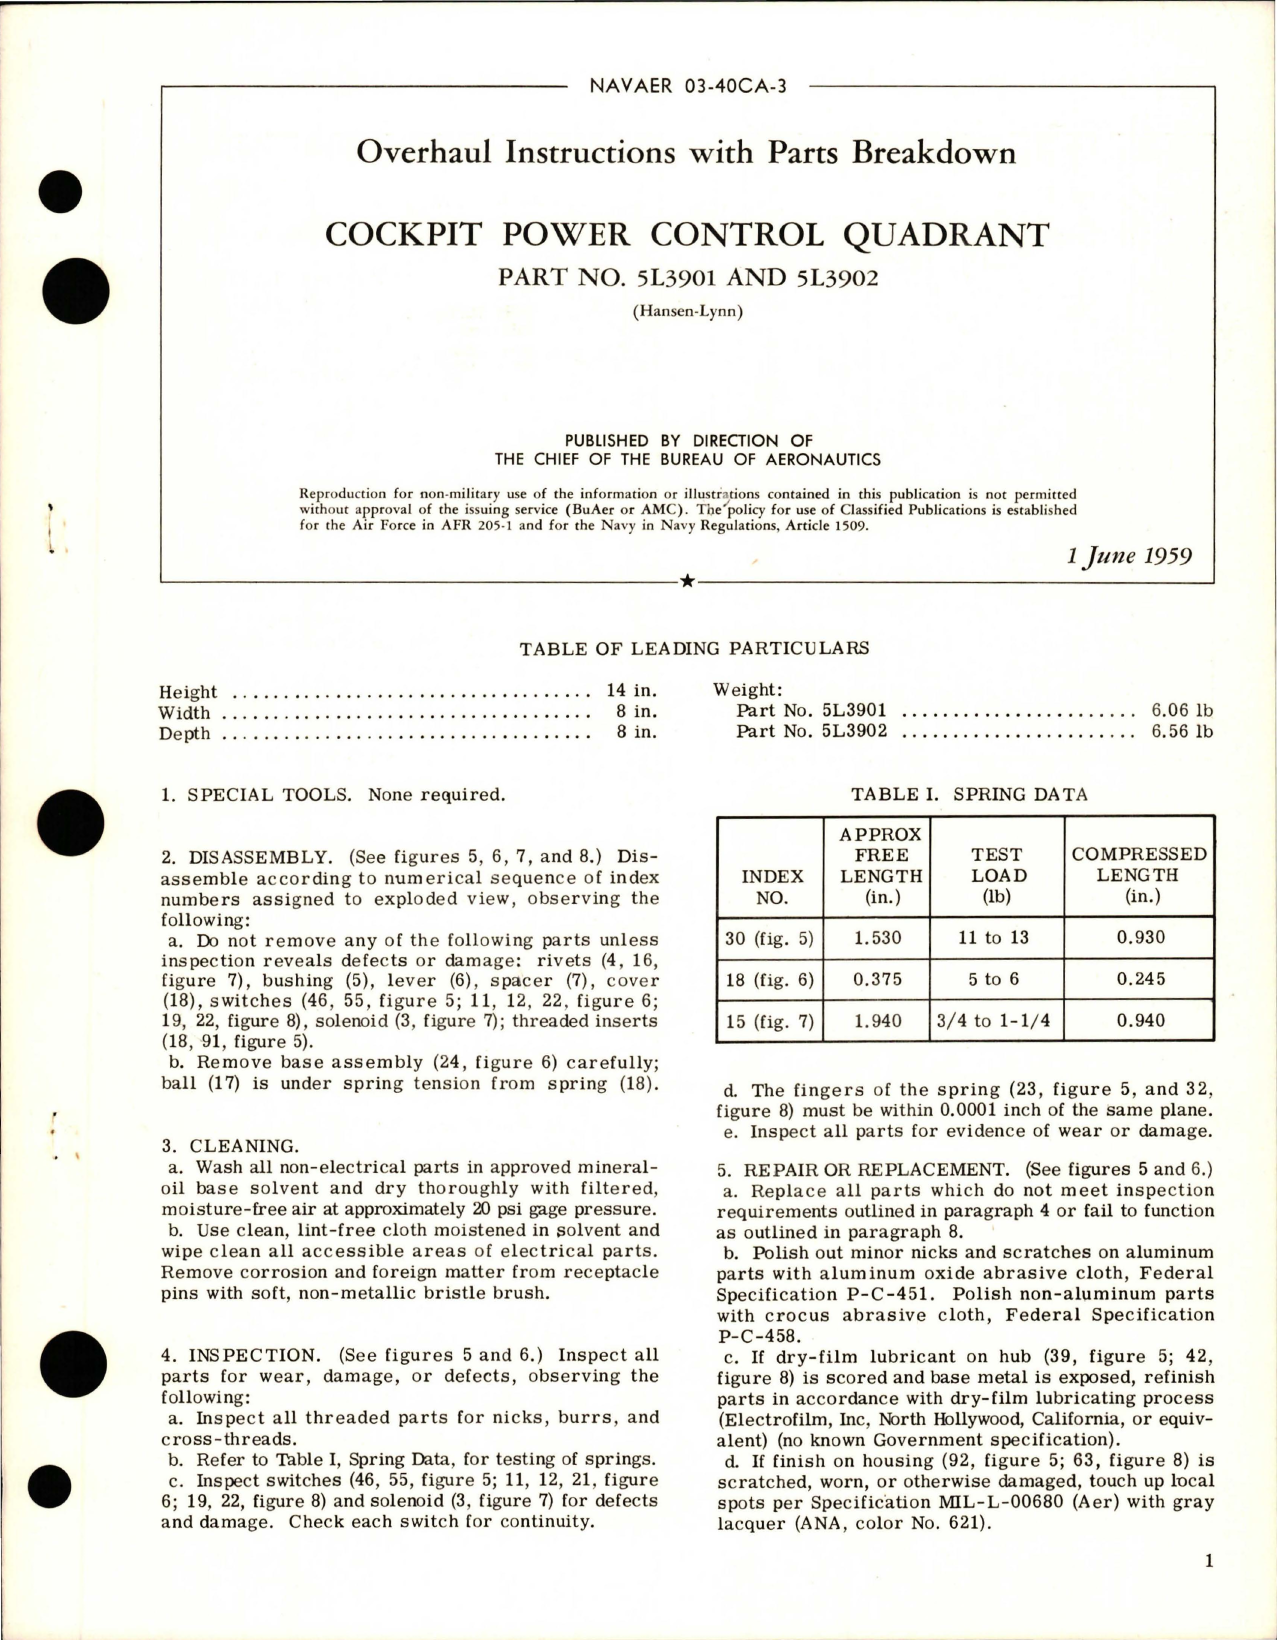 NAVAER 03-40CA-3
Overhaul Instructions with Parts Breakdown
COCKPIT POWER CONTROL QUADRANT
PART NO. 5L3901 AND 5L3902
(Hansen-Lynn)
PUBLISHED BY DIRECTION OF
THE CHIEF OF THE BUREAU OF AERONAUTICS
Reproduction for non-military use of the information or illustrations contained in this publication is not permitted
without approval of the issuing service (BuAer or AMC). The policy for use of Classified Publications is established
for the Air Force in AFR 205-1 and for the Navy in Navy Regulations, Article 1509.
1 June 1959
TABLE OF LEADING PARTICULARS
Height .................................. 14 in.
Width ................................... 8 in.
Depth ................................... 8 in.
Weight:
Part No. 5L3901 ....................... 6.06 lb
Part No. 5L3902 ....................... 6.56 lb
1. SPECIAL TOOLS. None required.
2. DISASSEMBLY. (See figures 5, 6, 7, and 8.) Dis-
assemble according to numerical sequence of index
numbers assigned to exploded view, observing the
following:
a. Do not remove any of the following parts unless
inspection reveals defects or damage: rivets (4, 16,
figure 7), bushing (5), lever (6), spacer (7), cover
(18), switches (46, 55, figure 5; 11, 12, 22, figure 6;
19, 22, figure 8), solenoid (3, figure 7); threaded inserts
(18, 91, figure 5).
b. Remove base assembly (24, figure 6) carefully;
ball (17) is under spring tension from spring (18).
3. CLEANING.
a. Wash all non-electrical parts in approved mineral-
oil base solvent and dry thoroughly with filtered,
moisture-free air at approximately 20 psi gage pressure.
b. Use clean, lint-free cloth moistened in solvent and
wipe clean all accessible areas of electrical parts.
Remove corrosion and foreign matter from receptacle
pins with soft, non-metallic bristle brush.
4. INSPECTION. (See figures 5 and 6.) Inspect all
parts for wear, damage, or defects, observing the
following:
a. Inspect all threaded parts for nicks, burrs, and
cross-threads.
b. Refer to Table I, Spring Data, for testing of springs.
c. Inspect switches (46, 55, figure 5; 11, 12, 21, figure
6; 19, 22, figure 8) and solenoid (3, figure 7) for defects
and damage. Check each switch for continuity.
TABLE I. SPRING DATA
INDEX NO. APPROX FREE LENGTH (in.) TEST LOAD (lb) COMPRESSED LENGTH (in.)
30 (fig. 5) 1.530 11 to 13 0.930
18 (fig. 6) 0.375 5 to 6 0.245
15 (fig. 7) 1.940 3/4 to 1-1/4 0.940
d. The fingers of the spring (23, figure 5, and 32,
figure 8) must be within 0.0001 inch of the same plane.
e. Inspect all parts for evidence of wear or damage.
5. REPAIR OR REPLACEMENT. (See figures 5 and 6.)
a. Replace all parts which do not meet inspection
requirements outlined in paragraph 4 or fail to function
as outlined in paragraph 8.
b. Polish out minor nicks and scratches on aluminum
parts with aluminum oxide abrasive cloth, Federal
Specification P-C-451. Polish non-aluminum parts
with crocus abrasive cloth, Federal Specification
P-C-458.
c. If dry-film lubricant on hub (39, figure 5; 42,
figure 8) is scored and base metal is exposed, refinish
parts in accordance with dry-film lubricating process
(Electrofilm, Inc, North Hollywood, California, or equiv-
alent) (no known Government specification).
d. If finish on housing (92, figure 5; 63, figure 8) is
scratched, worn, or otherwise damaged, touch up local
spots per Specification MIL-L-00680 (Aer) with gray
lacquer (ANA, color No. 621).
1